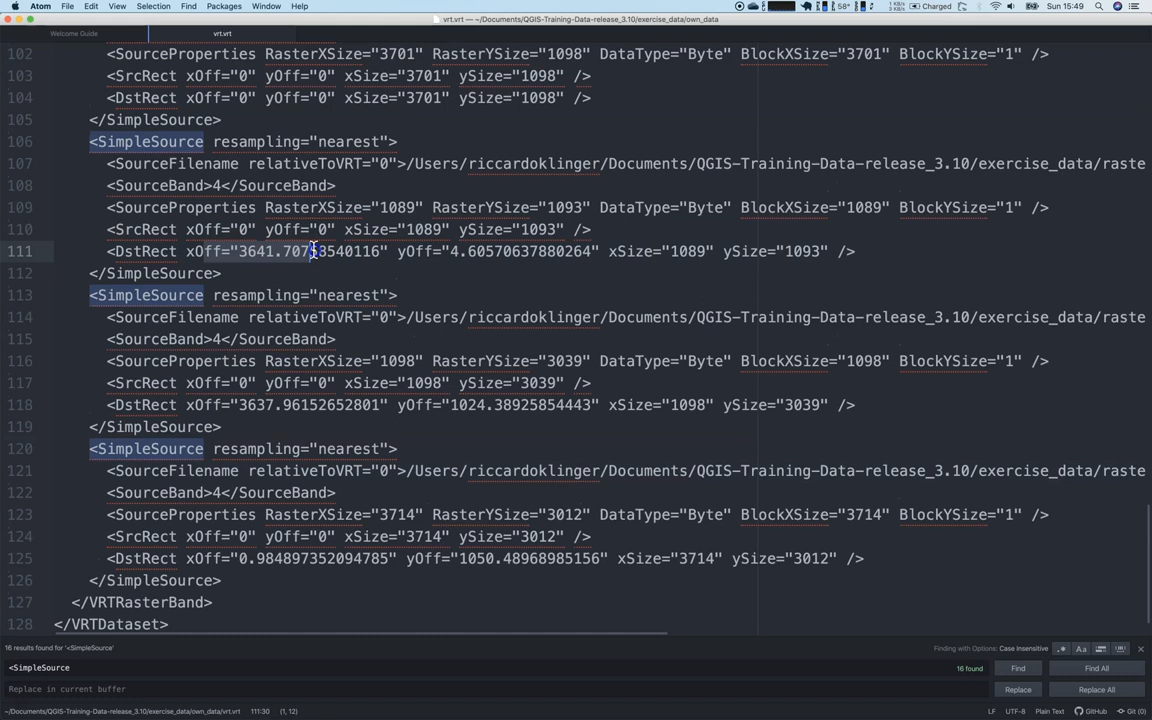 Atom File Edit View Selection Find Packages Window Help
58° 1 KB/s 0 KB/s Charged Sun 15:49
vrt.vrt — ~/Documents/QGIS-Training-Data-release_3.10/exercise_data/own_data
Welcome Guide vrt.vrt
102 <SourceProperties RasterXSize="3701" RasterYSize="1098" DataType="Byte" BlockXSize="3701" BlockYSize="1" />
103 <SrcRect xOff="0" yOff="0" xSize="3701" ySize="1098" />
104 <DstRect xOff="0" yOff="0" xSize="3701" ySize="1098" />
105 </SimpleSource>
106 <SimpleSource resampling="nearest">
107 <SourceFilename relativeToVRT="0">/Users/riccardoklinger/Documents/QGIS-Training-Data-release_3.10/exercise_data/raste
108 <SourceBand>4</SourceBand>
109 <SourceProperties RasterXSize="1089" RasterYSize="1093" DataType="Byte" BlockXSize="1089" BlockYSize="1" />
110 <SrcRect xOff="0" yOff="0" xSize="1089" ySize="1093" />
111 <DstRect xOff="3641.70753540116" yOff="4.60570637880264" xSize="1089" ySize="1093" />
112 </SimpleSource>
113 <SimpleSource resampling="nearest">
114 <SourceFilename relativeToVRT="0">/Users/riccardoklinger/Documents/QGIS-Training-Data-release_3.10/exercise_data/raste
115 <SourceBand>4</SourceBand>
116 <SourceProperties RasterXSize="1098" RasterYSize="3039" DataType="Byte" BlockXSize="1098" BlockYSize="1" />
117 <SrcRect xOff="0" yOff="0" xSize="1098" ySize="3039" />
118 <DstRect xOff="3637.96152652801" yOff="1024.38925854443" xSize="1098" ySize="3039" />
119 </SimpleSource>
120 <SimpleSource resampling="nearest">
121 <SourceFilename relativeToVRT="0">/Users/riccardoklinger/Documents/QGIS-Training-Data-release_3.10/exercise_data/raste
122 <SourceBand>4</SourceBand>
123 <SourceProperties RasterXSize="3714" RasterYSize="3012" DataType="Byte" BlockXSize="3714" BlockYSize="1" />
124 <SrcRect xOff="0" yOff="0" xSize="3714" ySize="3012" />
125 <DstRect xOff="0.984897352094785" yOff="1050.48968985156" xSize="3714" ySize="3012" />
126 </SimpleSource>
127 </VRTRasterBand>
128 </VRTDataset>
16 results found for '<SimpleSource' Finding with Options: Case Insensitive .* Aa
<SimpleSource 16 found Find Find All
Replace in current buffer Replace Replace All
~/Documents/QGIS-Training-Data-release_3.10/exercise_data/own_data/vrt.vrt 111:30 (1, 12) LF UTF-8 Plain Text GitHub Git (0)